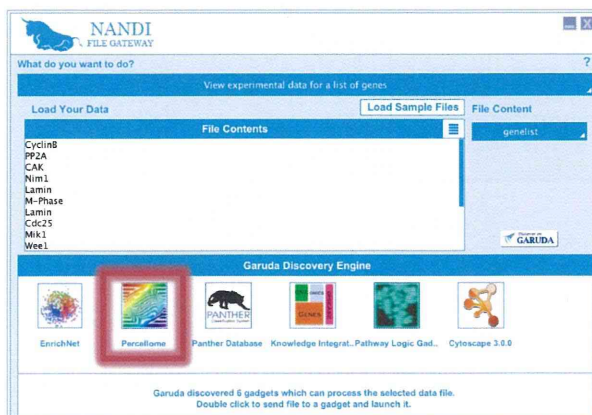 NANDI
FILE GATEWAY
What do you want to do?
?
View experimental data for a list of genes
Load Your Data
Load Sample Files
File Content
File Contents
genelist
CyclinB
PP2A
CAK
Nim1
Lamin
M-Phase
Lamin
Cdc25
Mik1
Wee1
GARUDA
Garuda Discovery Engine
PANTHER
GENES
EnrichNet
Percellome
Panther Database
Knowledge Integrat..
Pathway Logic Gad..
Cytoscape 3.0.0
Garuda discovered 6 gadgets which can process the selected data file.
Double click to send file to a gadget and launch it.